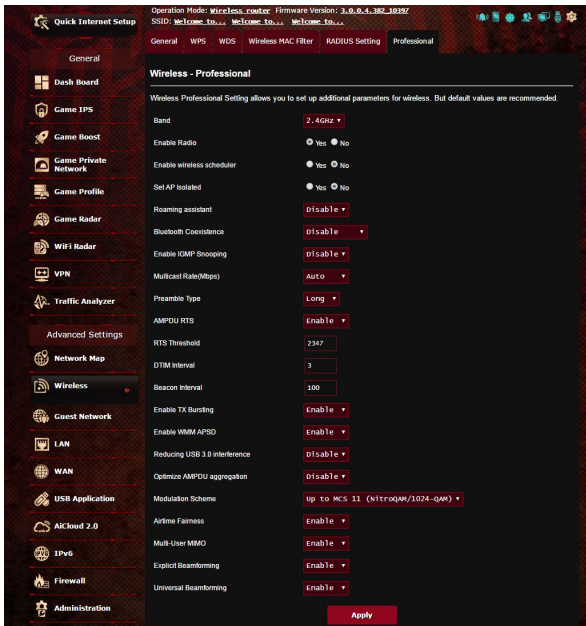 Quick Internet Setup
Operation Mode: Wireless router Firmware Version: 3.0.0.4.382_10397
SSID: Welcome to... Welcome to... Welcome to...
General WPS WDS Wireless MAC Filter RADIUS Setting Professional
General
Dash Board
Game IPS
Game Boost
Game Private
Network
Game Profile
Game Radar
WiFi Radar
VPN
Traffic Analyzer
Advanced Settings
Network Map
Wireless
Guest Network
LAN
WAN
USB Application
AiCloud 2.0
IPv6
Firewall
Administration
Wireless - Professional
Wireless Professional Setting allows you to set up additional parameters for wireless. But default values are recommended.
Band 2.4GHz
Enable Radio Yes No
Enable wireless scheduler Yes No
Set AP Isolated Yes No
Roaming assistant Disable
Bluetooth Coexistence Disable
Enable IGMP Snooping Disable
Multicast Rate(Mbps) Auto
Preamble Type Long
AMPDU RTS Enable
RTS Threshold 2347
DTIM Interval 3
Beacon Interval 100
Enable TX Bursting Enable
Enable WMM APSD Enable
Reducing USB 3.0 interference Disable
Optimize AMPDU aggregation Disable
Modulation Scheme Up to MCS 11 (NitroQAM/1024-QAM)
Airtime Fairness Enable
Multi-User MIMO Enable
Explicit Beamforming Enable
Universal Beamforming Enable
Apply